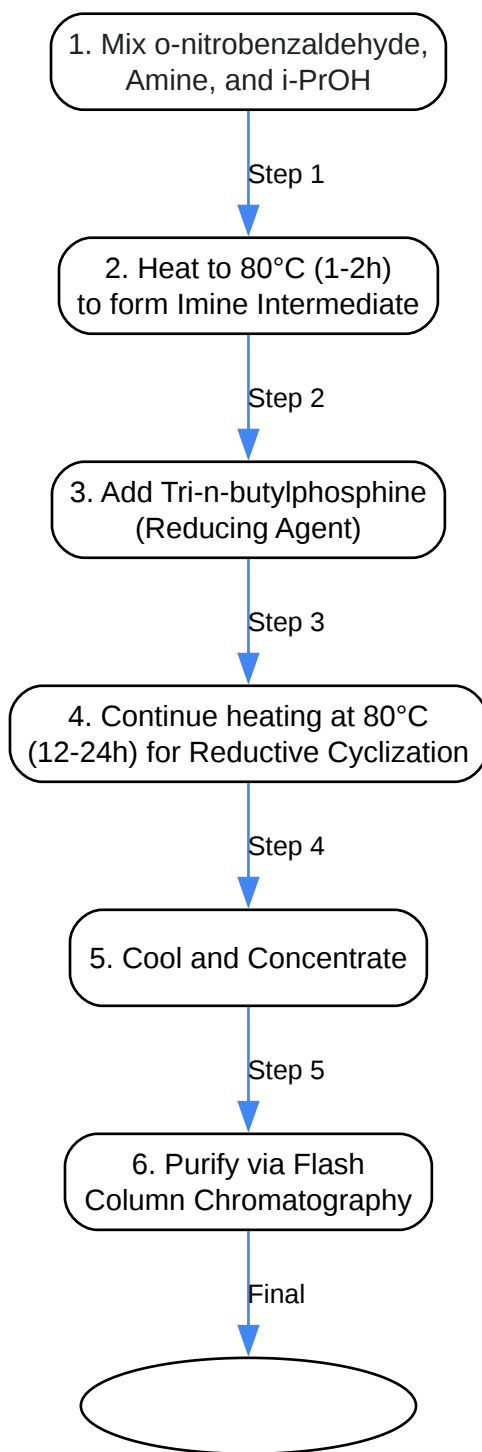 1. Mix o-nitrobenzaldehyde,
Amine, and i-PrOH
Step 1
2. Heat to 80°C (1-2h)
to form Imine Intermediate
Step 2
3. Add Tri-n-butylphosphine
(Reducing Agent)
Step 3
4. Continue heating at 80°C
(12-24h) for Reductive Cyclization
Step 4
5. Cool and Concentrate
Step 5
6. Purify via Flash
Column Chromatography
Final